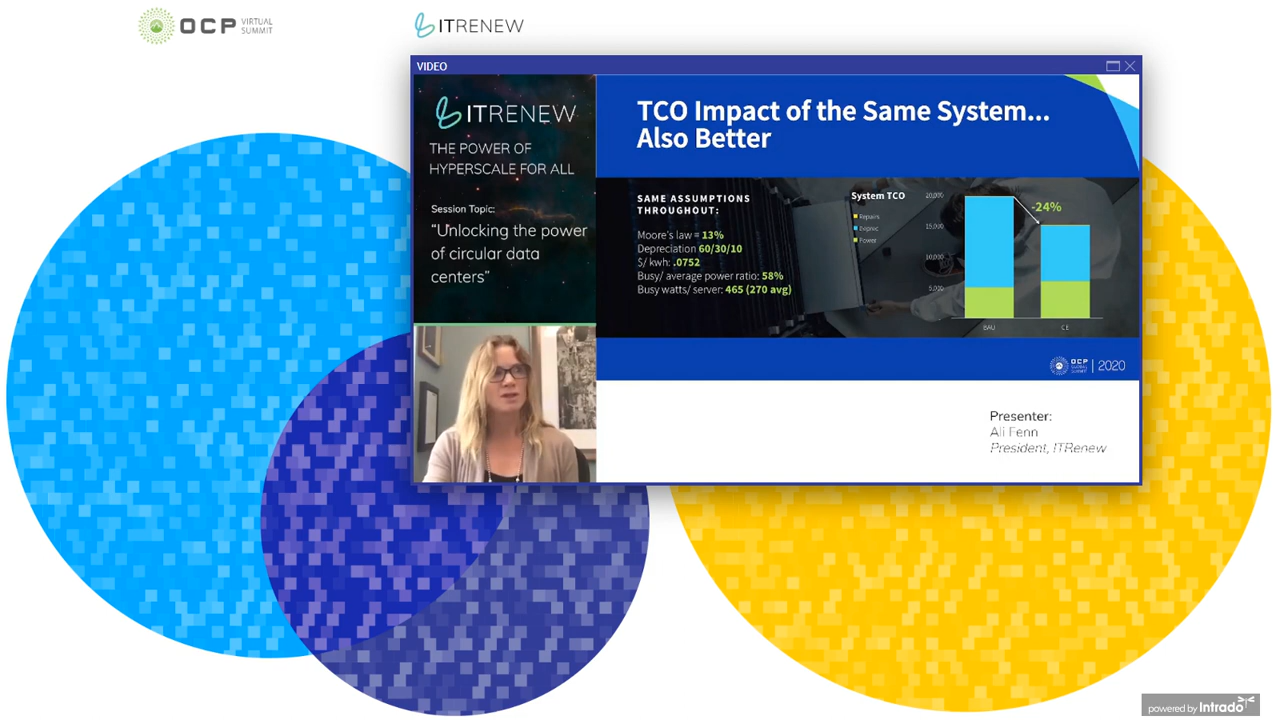 OCP VIRTUAL
SUMMIT
ITRENEW
VIDEO
ITRENEW
THE POWER OF
HYPERSCALE FOR ALL
Session Topic:
"Unlocking the power
of circular data
centers"
TCO Impact of the Same System...
Also Better
SAME ASSUMPTIONS
THROUGHOUT:
Moore's law = 13%
Depreciation 60/30/10
$/ kwh: .0752
Busy/ average power ratio: 58%
Busy watts/ server: 465 (270 avg)
System TCO
Repairs
Deprec
Power
20,000
15,000
10,000
5,000
-24%
BAU
CE
OCP
GLOBAL
SUMMIT
2020
Presenter:
Ali Fenn
President, ITRenew
powered by Intrado